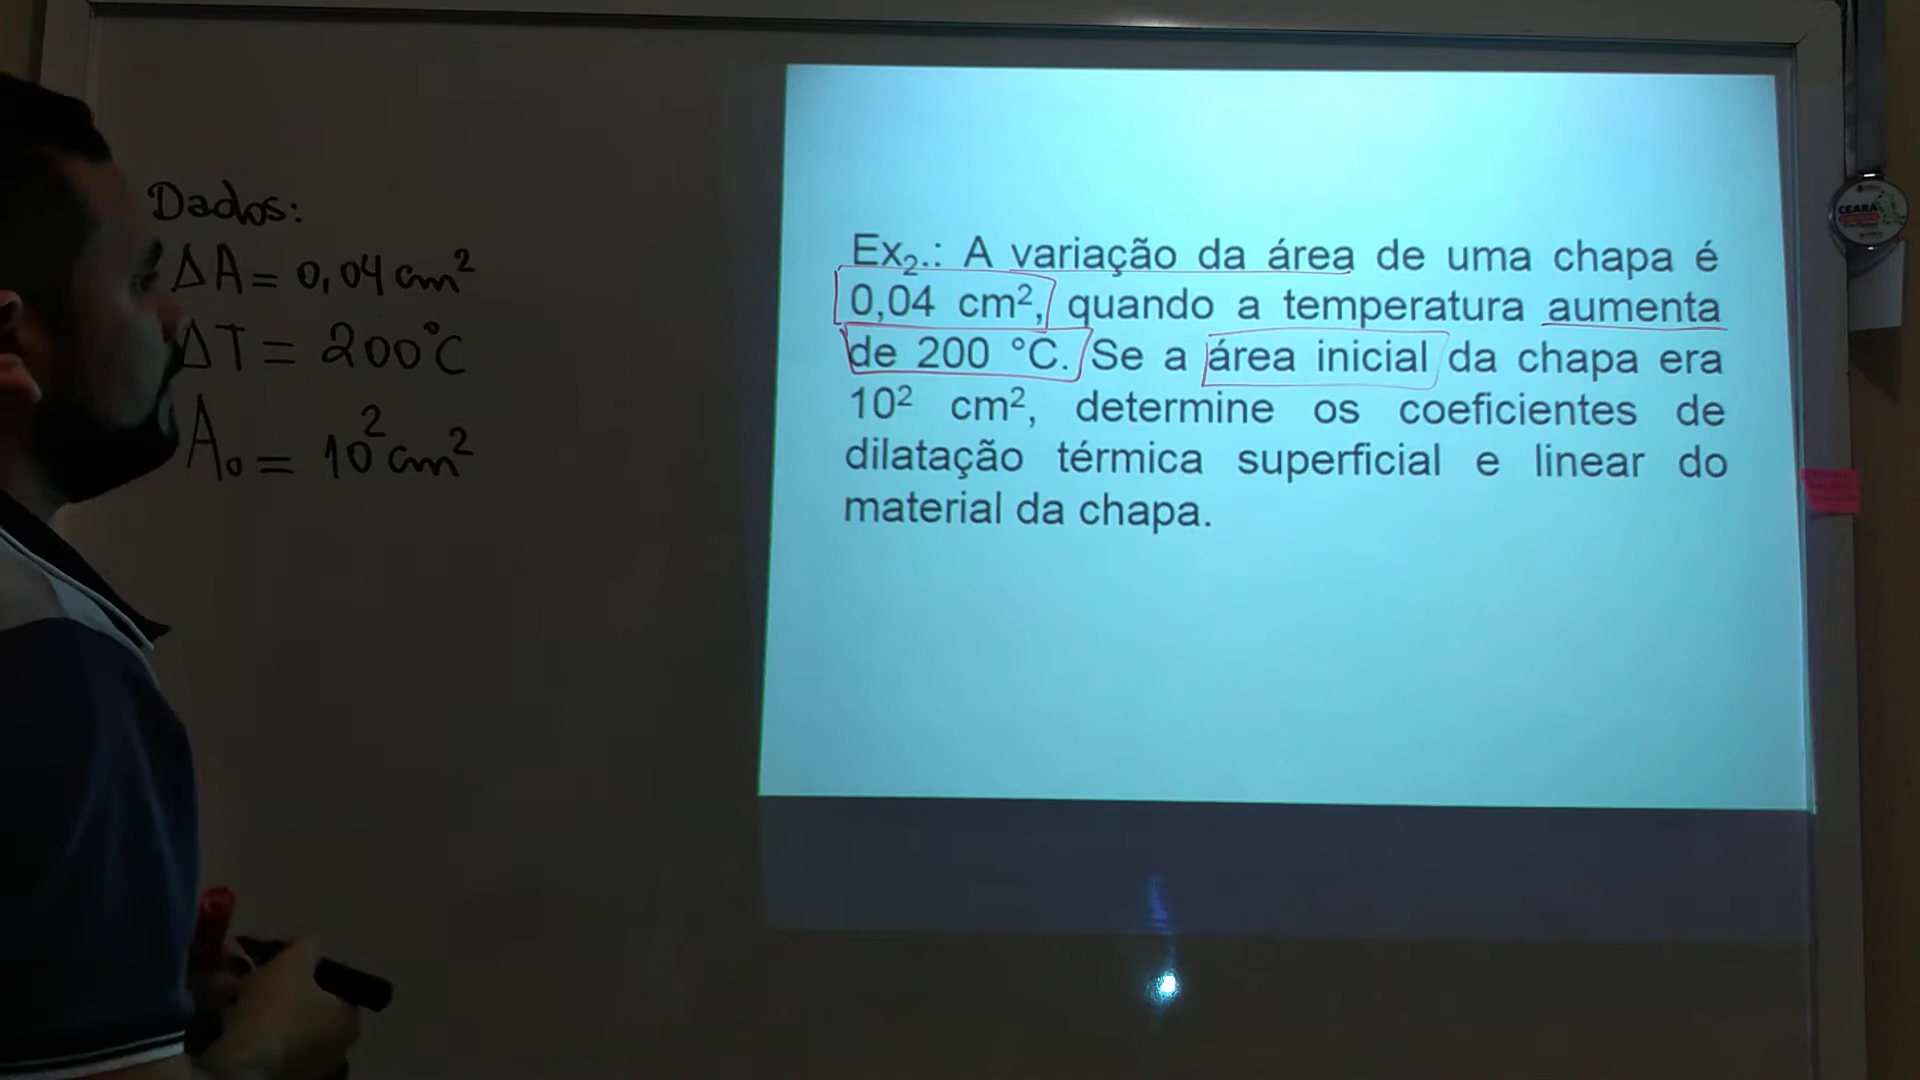 Dados:
ΔA = 0,04 cm²
ΔT = 200°C
A₀ = 10² cm²
Ex₂.: A variação da área de uma chapa é
0,04 cm², quando a temperatura aumenta
de 200 °C. Se a área inicial da chapa era
10² cm², determine os coeficientes de
dilatação térmica superficial e linear do
material da chapa.
CEARÁ